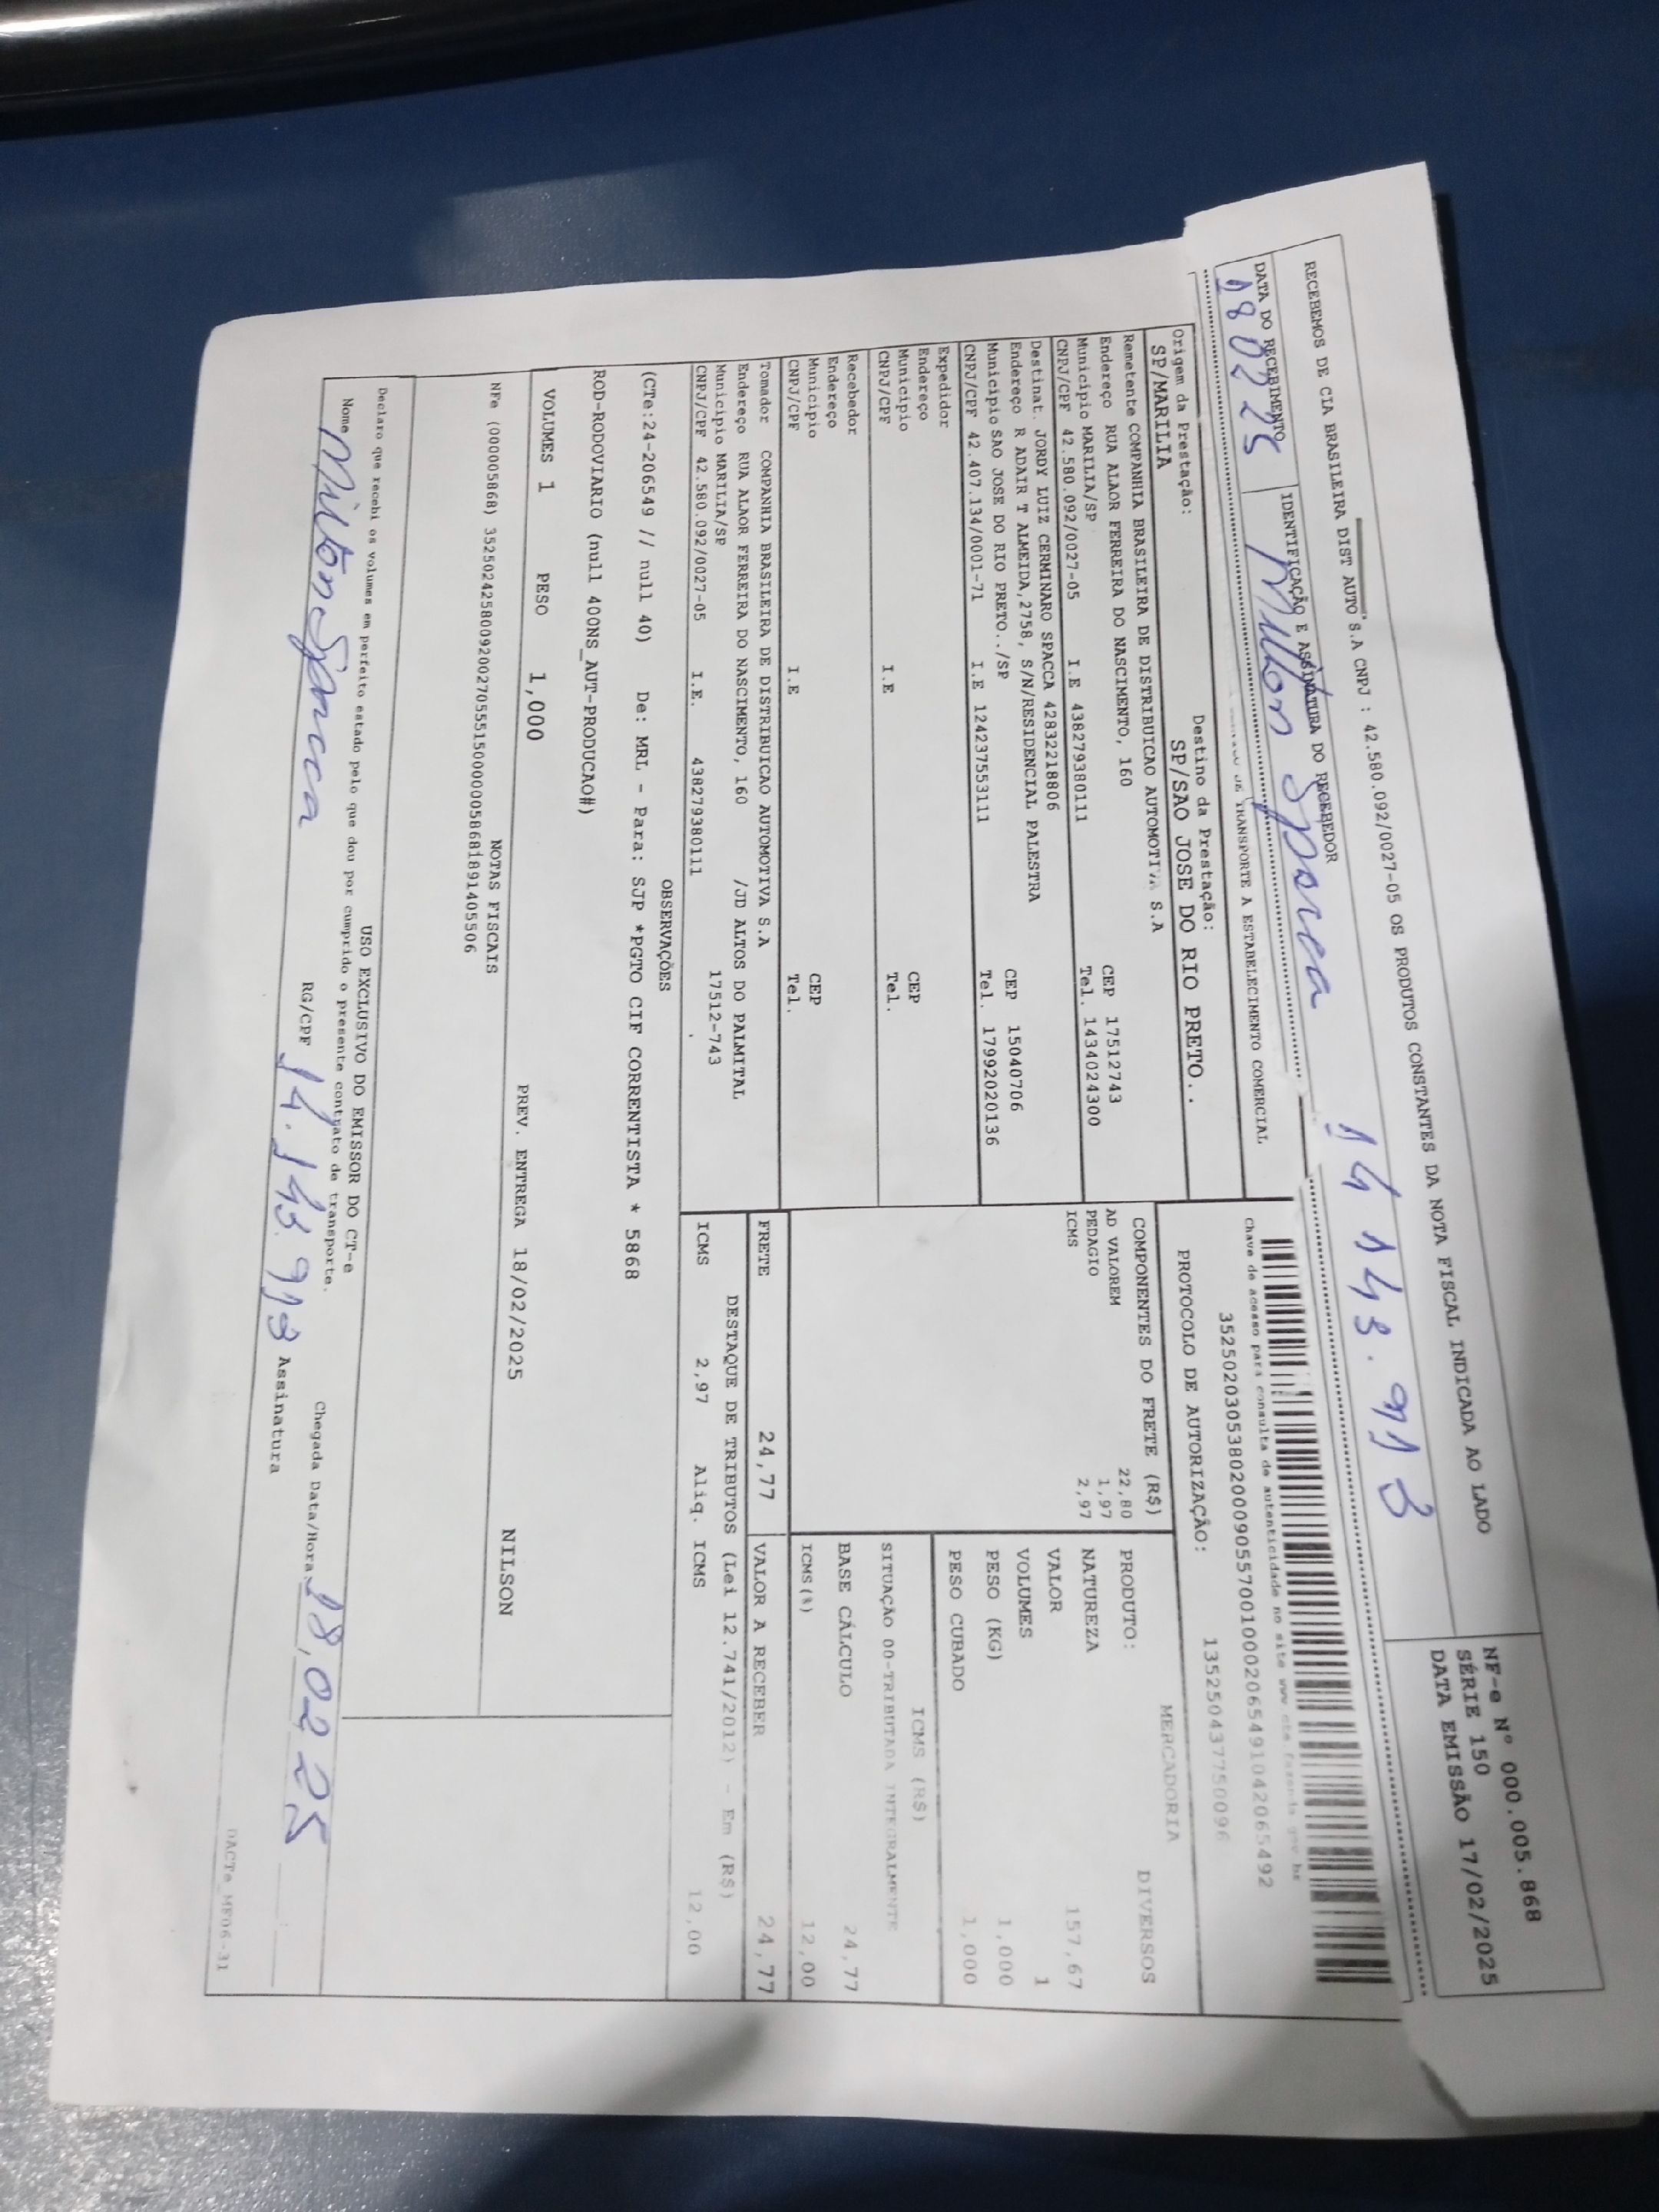 RECEBEMOS DE CIA BRASILEIRA DIST AUTO S.A CNPJ : 42.580.092/0027-05 OS PRODUTOS CONSTANTES DA NOTA FISCAL INDICADA AO LADO
NF-e Nº 000.005.868
SÉRIE 150
DATA EMISSÃO 17/02/2025
DATA DO RECEBIMENTO
18 02 25
IDENTIFICAÇÃO E ASSINATURA DO RECEBEDOR
Milton Spacca
14 143.913
DE TRANSPORTE A ESTABELECIMENTO COMERCIAL
Chave de acesso para consulta de autenticidade no site www cte fazenda gov br
Origem da Prestação:
SP/MARILIA
Destino da Prestação:
SP/SAO JOSE DO RIO PRETO..
PROTOCOLO DE AUTORIZAÇÃO:
135250437750096
Remetente COMPANHIA BRASILEIRA DE DISTRIBUICAO AUTOMOTIVA S.A
Endereço RUA ALAOR FERREIRA DO NASCIMENTO, 160 CEP 17512743
Municipio MARILIA/SP Tel. 1434024300
CNPJ/CPF 42.580.092/0027-05 I.E 438279380111
Destinat. JORDY LUIZ CERMINARO SPACCA 42832218806
Endereço R ADAIR T ALMEIDA,2758, S/N/RESIDENCIAL PALESTRA
Municipio SAO JOSE DO RIO PRETO../SP CEP 15040706
CNPJ/CPF 42.407.134/0001-71 I.E 124237553111 Tel. 17992020136
Expedidor
Endereço
Municipio CEP
CNPJ/CPF I.E Tel.
Recebedor
Endereço
Municipio CEP
CNPJ/CPF I.E Tel.
Tomador COMPANHIA BRASILEIRA DE DISTRIBUICAO AUTOMOTIVA S.A
Endereço RUA ALAOR FERREIRA DO NASCIMENTO, 160 /JD ALTOS DO PALMITAL
Municipio MARILIA/SP 17512-743
CNPJ/CPF 42.580.092/0027-05 I.E. 438279380111
COMPONENTES DO FRETE (R$)
AD VALOREM 22,80
PEDAGIO 1,97
ICMS 2,97
MERCADORIA
PRODUTO: DIVERSOS
NATUREZA
VALOR 157,67
VOLUMES 1
PESO (KG) 1,000
PESO CUBADO 1,000
ICMS (R$)
SITUAÇÃO 00-TRIBUTADA INTEGRALMENTE
BASE CÁLCULO 24,77
ICMS(%) 12,00
FRETE 24,77
VALOR A RECEBER 24,77
DESTAQUE DE TRIBUTOS (Lei 12.741/2012) - Em (R$)
ICMS 2,97 Aliq. ICMS 12,00
OBSERVAÇÕES
(CTe:24-206549 // null 40) De: MRL - Para: SJP *PGTO CIF CORRENTISTA * 5868
ROD-RODOVIARIO (null 40ONS_AUT-PRODUCAO#)
VOLUMES 1 PESO 1,000 PREV. ENTREGA 18/02/2025 NILSON
NOTAS FISCAIS
USO EXCLUSIVO DO EMISSOR DO CT-e
Declaro que recebi os volumes em perfeito estado pelo que dou por cumprido o presente contrato de transporte.
Nome Milton Spacca RG/CPF 14.143.913 Assinatura Chegada Data/Hora: 18,02 25
DACTe_MF06-31